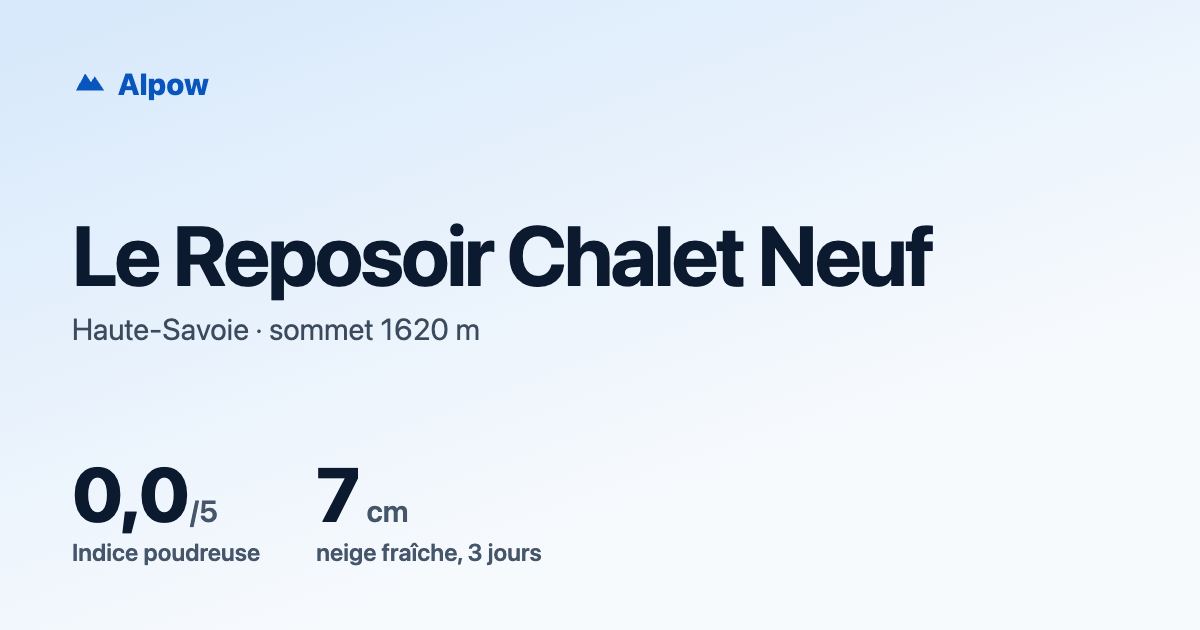 Alpow
Le Reposoir Chalet Neuf
Haute-Savoie · sommet 1620 m
0,0/5 7 cm
Indice poudreuse neige fraîche, 3 jours